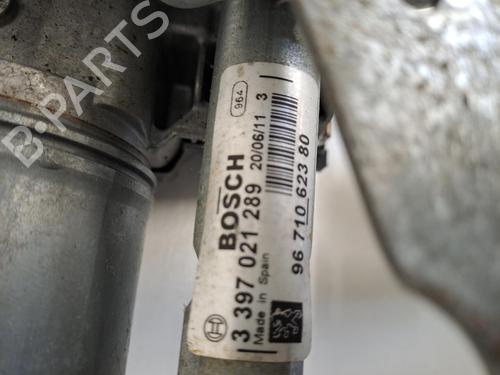 B-PARTS
964
BOSCH 20/06/11 3
3 397 021 289
Made in Spain
96 710 623 80